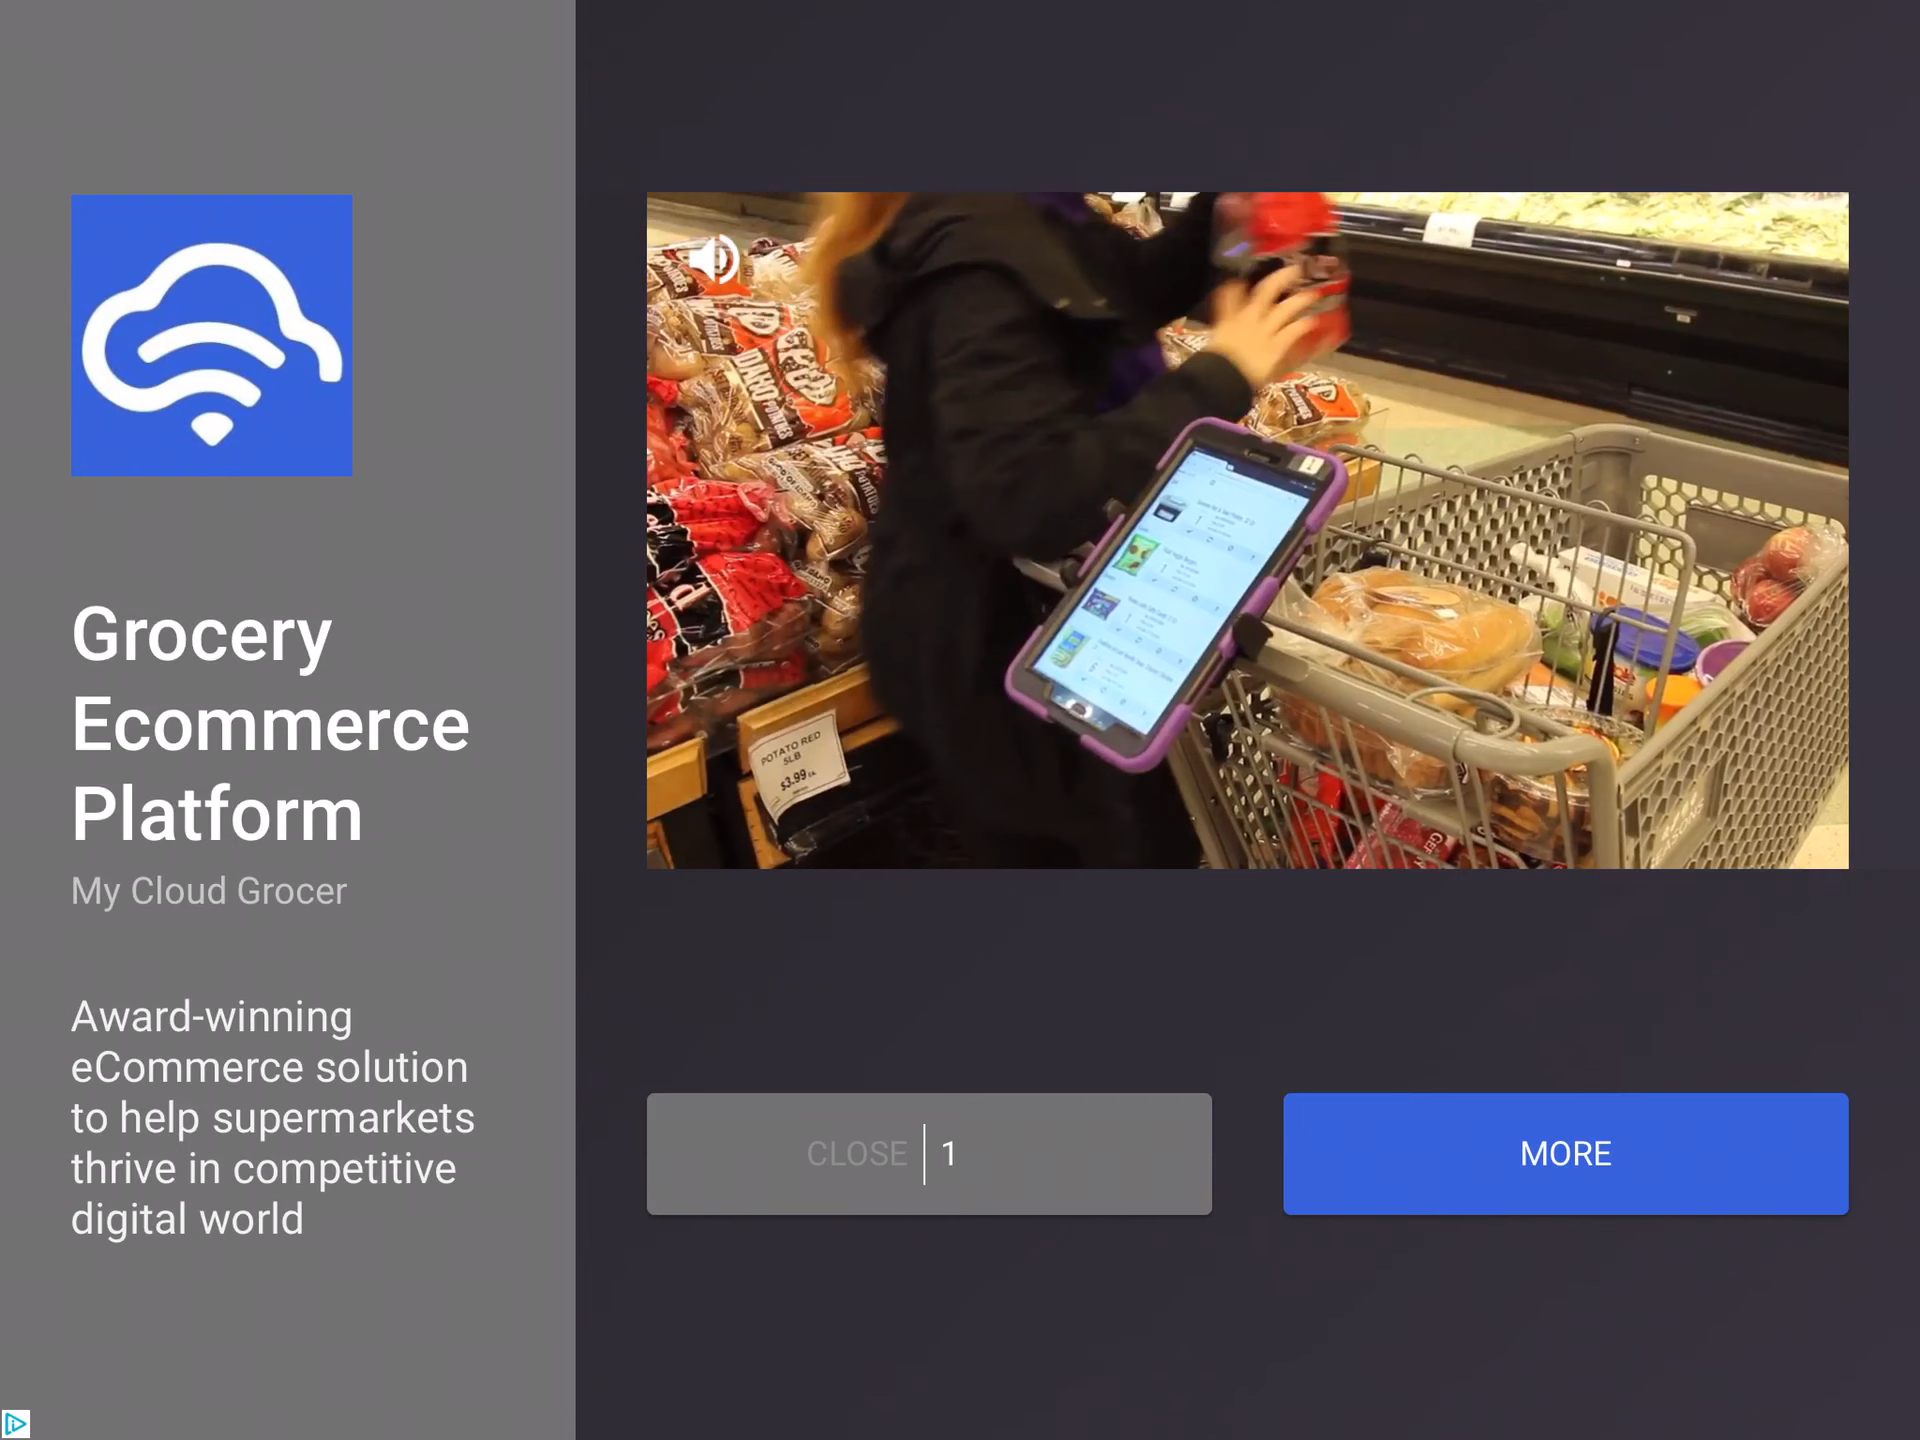 Grocery
Ecommerce
Platform
My Cloud Grocer
Award-winning
eCommerce solution
to help supermarkets
thrive in competitive
digital world
POTATO RED
5LB
$3.99 EA.
CLOSE 1
MORE